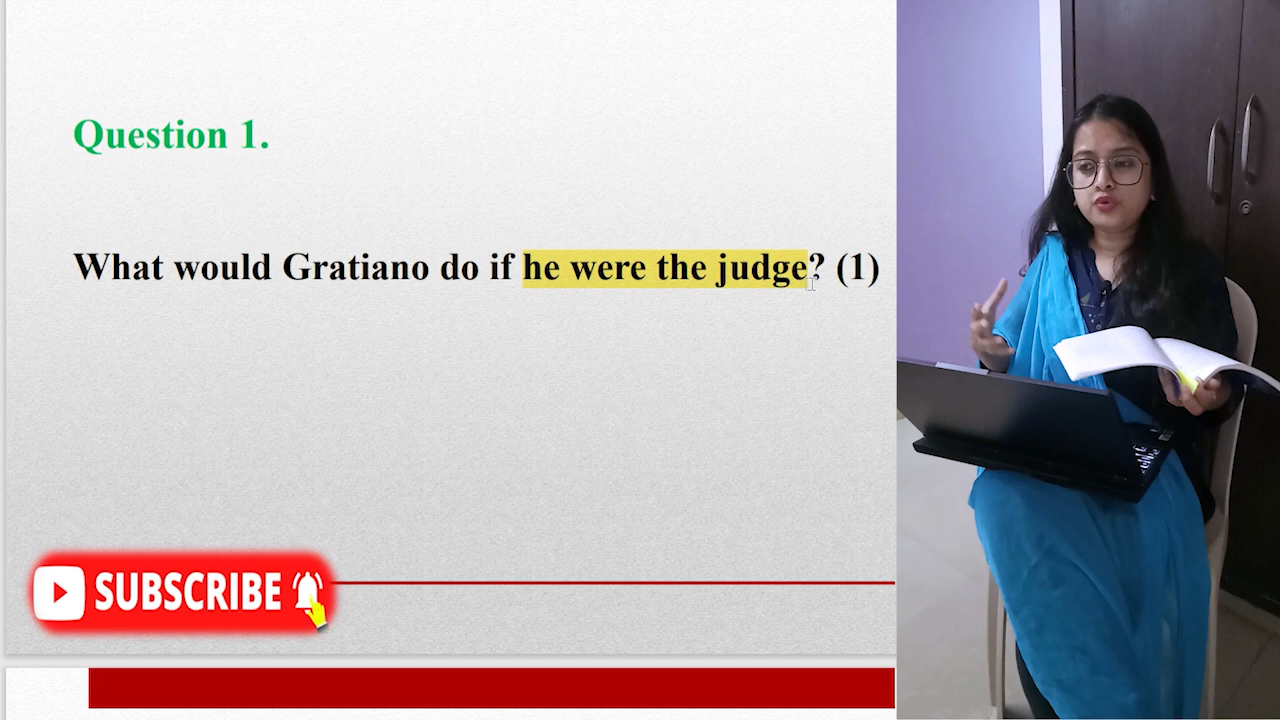 Question 1.
What would Gratiano do if he were the judge? (1)
SUBSCRIBE